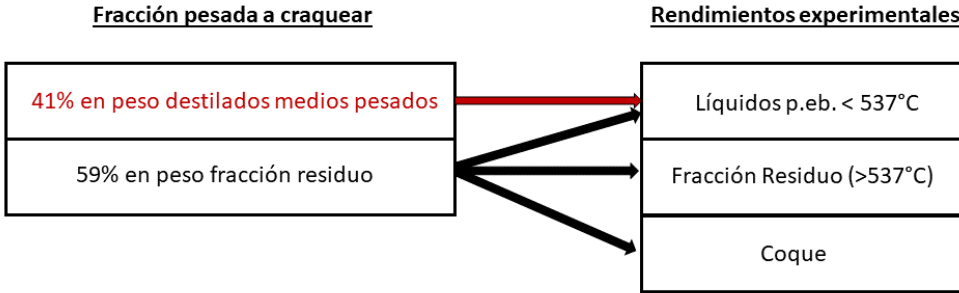 Fracción pesada a craquear
Rendimientos experimentales
41% en peso destilados medios pesados
Líquidos p.eb. < 537°C
59% en peso fracción residuo
Fracción Residuo (>537°C)
Coque